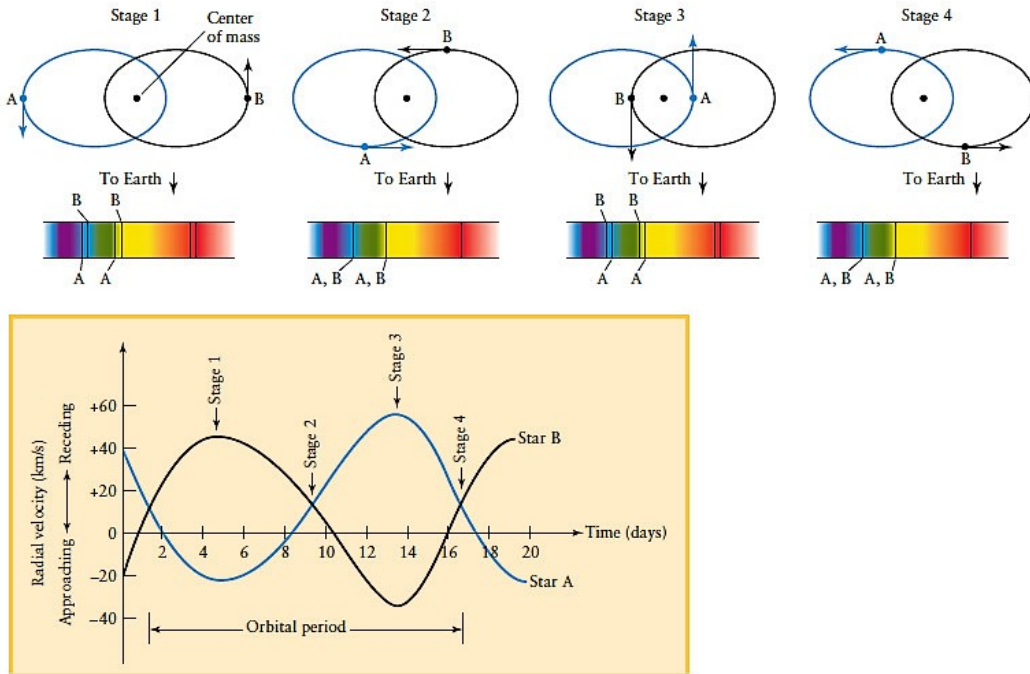 Stage 1
Center
of mass
A
B
To Earth
B B
A A
Stage 2
B
A
To Earth
A, B A, B
Stage 3
B
A
To Earth
B B
A A
Stage 4
A
B
To Earth
A, B A, B
Radial velocity (km/s)
Approaching
Receding
+60
+40
+20
0
−20
−40
Stage 1
Stage 2
Stage 3
Stage 4
Star B
2 4 6 8 10 12 14 16 18 20
Time (days)
Star A
Orbital period